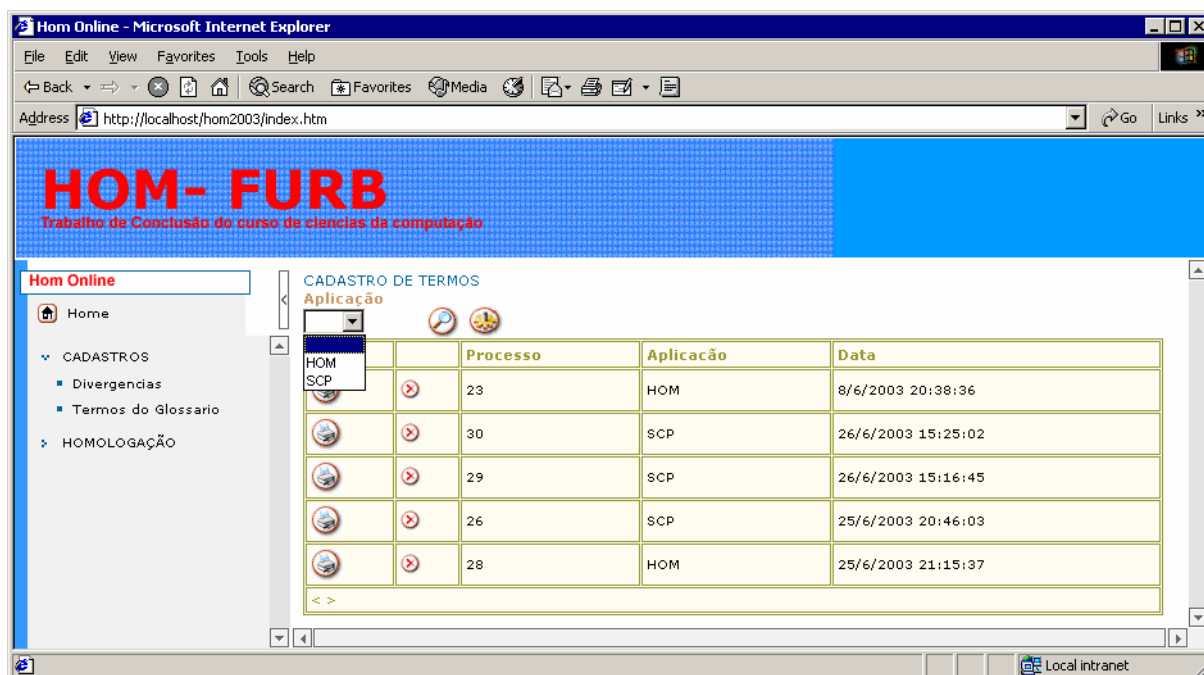 Hom Online - Microsoft Internet Explorer
File Edit View Favorites Tools Help
Back Search Favorites Media
Address http://localhost/hom2003/index.htm Go Links »
HOM- FURB
Trabalho de Conclusão do curso de ciencias da computação
Hom Online
Home
CADASTROS
Divergencias
Termos do Glossario
HOMOLOGAÇÃO
CADASTRO DE TERMOS
Aplicação
HOM
SCP
Processo Aplicacão Data
23 HOM 8/6/2003 20:38:36
30 SCP 26/6/2003 15:25:02
29 SCP 26/6/2003 15:16:45
26 SCP 25/6/2003 20:46:03
28 HOM 25/6/2003 21:15:37
< >
Local intranet